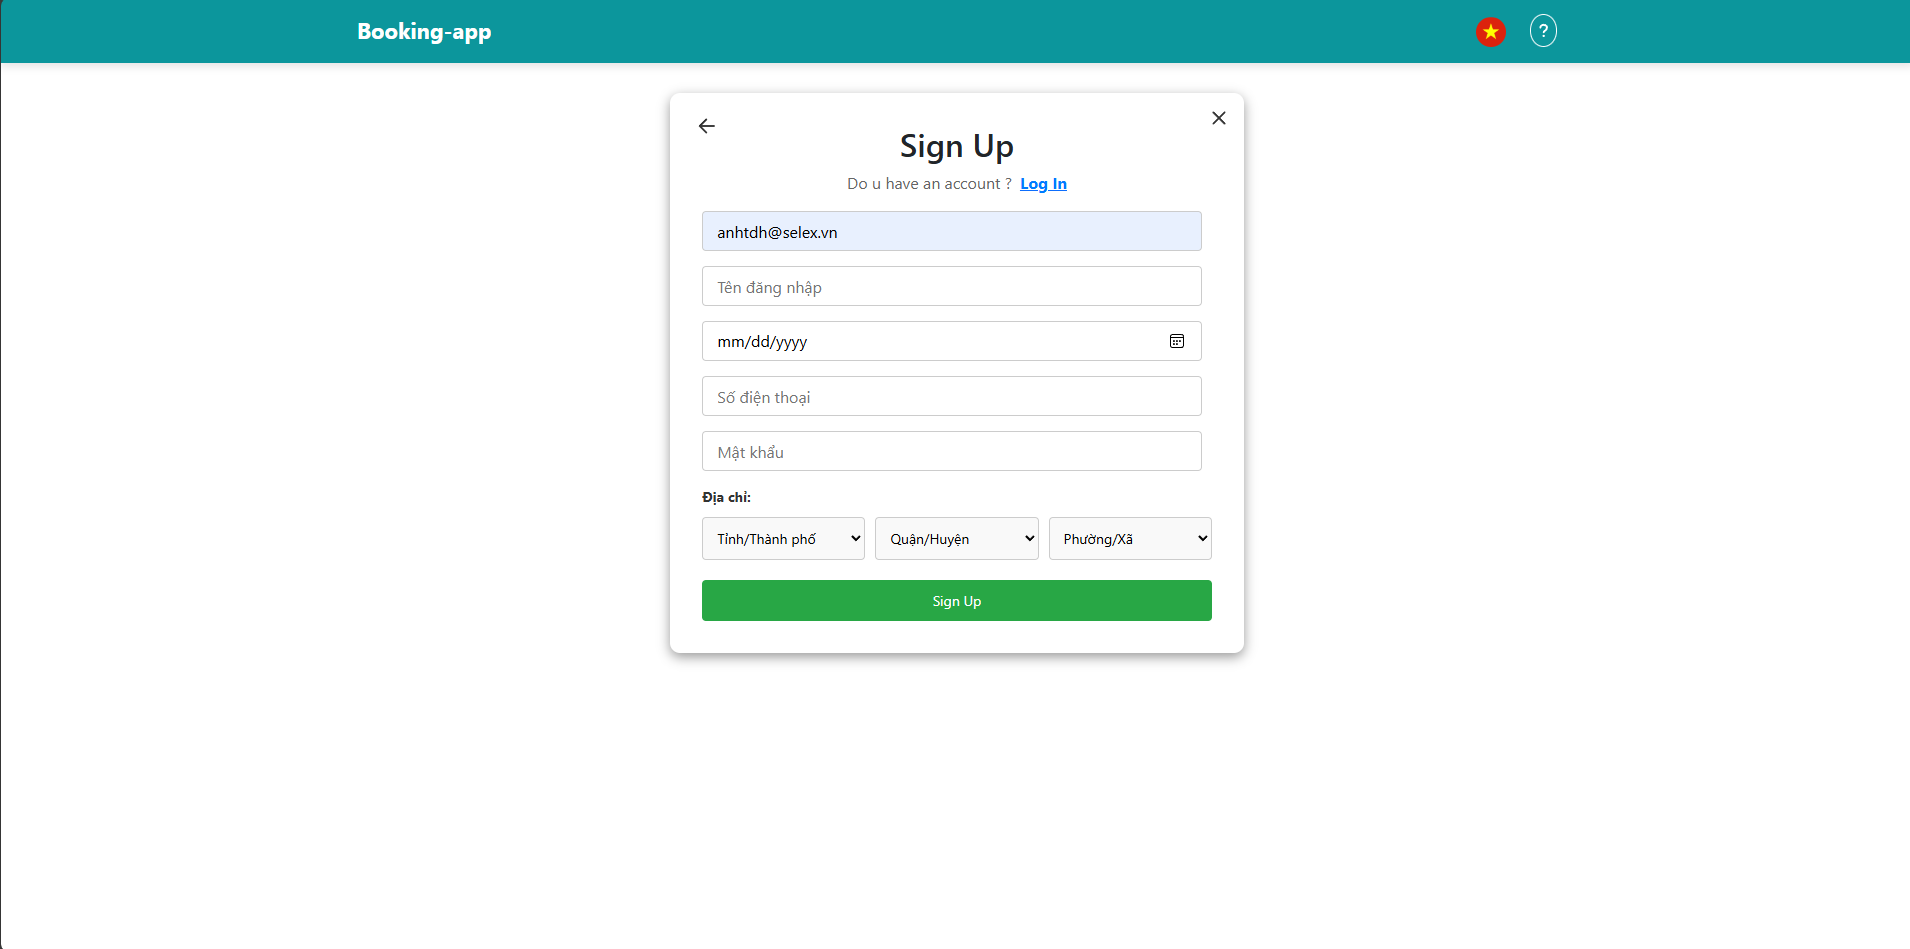 Booking-app
?
Sign Up
Do u have an account ? Log In
anhtdh@selex.vn
Tên đăng nhập
mm/dd/yyyy
Số điện thoại
Mật khẩu
Địa chỉ:
Tỉnh/Thành phố Quận/Huyện Phường/Xã
Sign Up